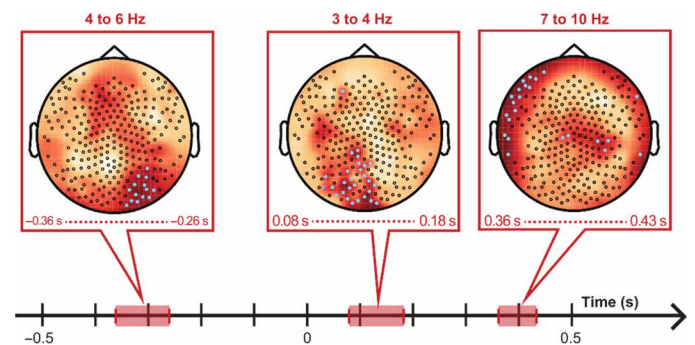 4 to 6 Hz
3 to 4 Hz
7 to 10 Hz
−0.36 s −0.26 s
0.08 s 0.18 s
0.36 s 0.43 s
Time (s)
−0.5 0 0.5